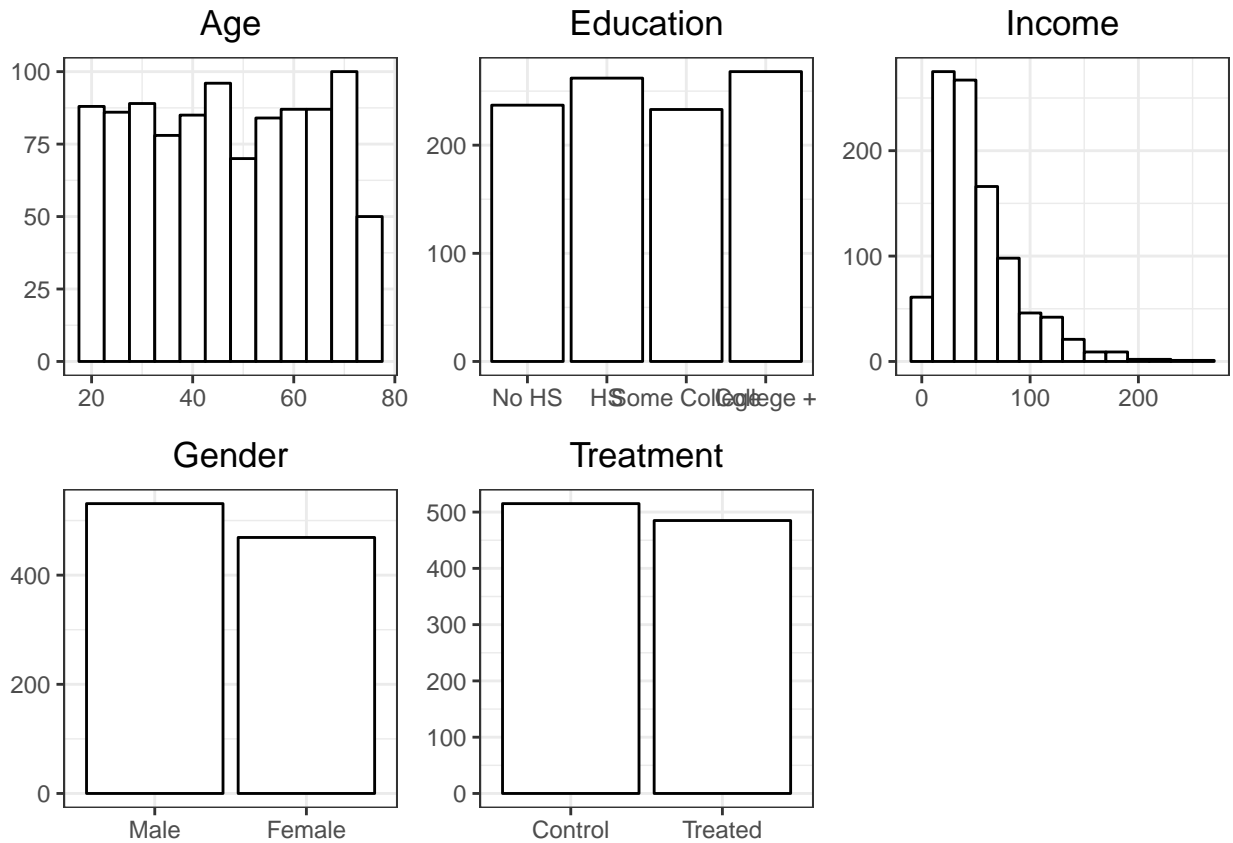 Age
100
75
50
25
0
20 40 60 80
Education
200
100
0
No HS HS Some College College +
Income
200
100
0
0 100 200
Gender
400
200
0
Male Female
Treatment
500
400
300
200
100
0
Control Treated